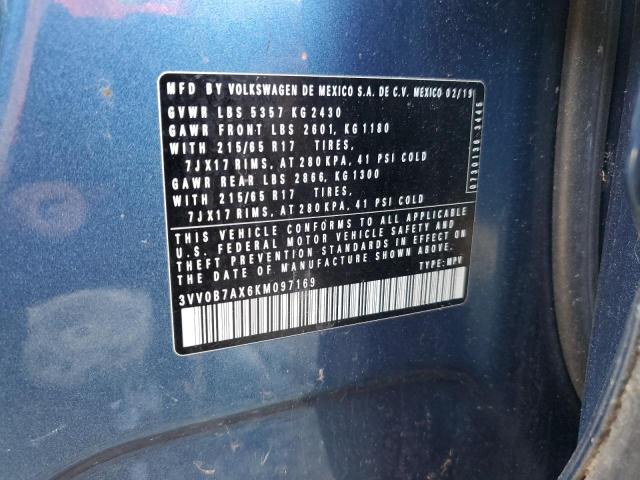 MFD BY VOLKSWAGEN DE MEXICO S.A. DE C.V. MEXICO 02/19
GVWR LBS 5357 KG 2430
GAWR FRONT LBS 2601, KG 1180
WITH 215/65 R17 TIRES,
7JX17 RIMS, AT 280 KPA, 41 PSI COLD
GAWR REAR LBS 2866, KG 1300
WITH 215/65 R17 TIRES,
7JX17 RIMS, AT 280 KPA, 41 PSI COLD
THIS VEHICLE CONFORMS TO ALL APPLICABLE
U.S. FEDERAL MOTOR VEHICLE SAFETY AND
THEFT PREVENTION STANDARDS IN EFFECT ON
THE DATE OF MANUFACTURE SHOWN ABOVE.
3VV0B7AX6KM097169 TYPE: MPV
0730130 3445